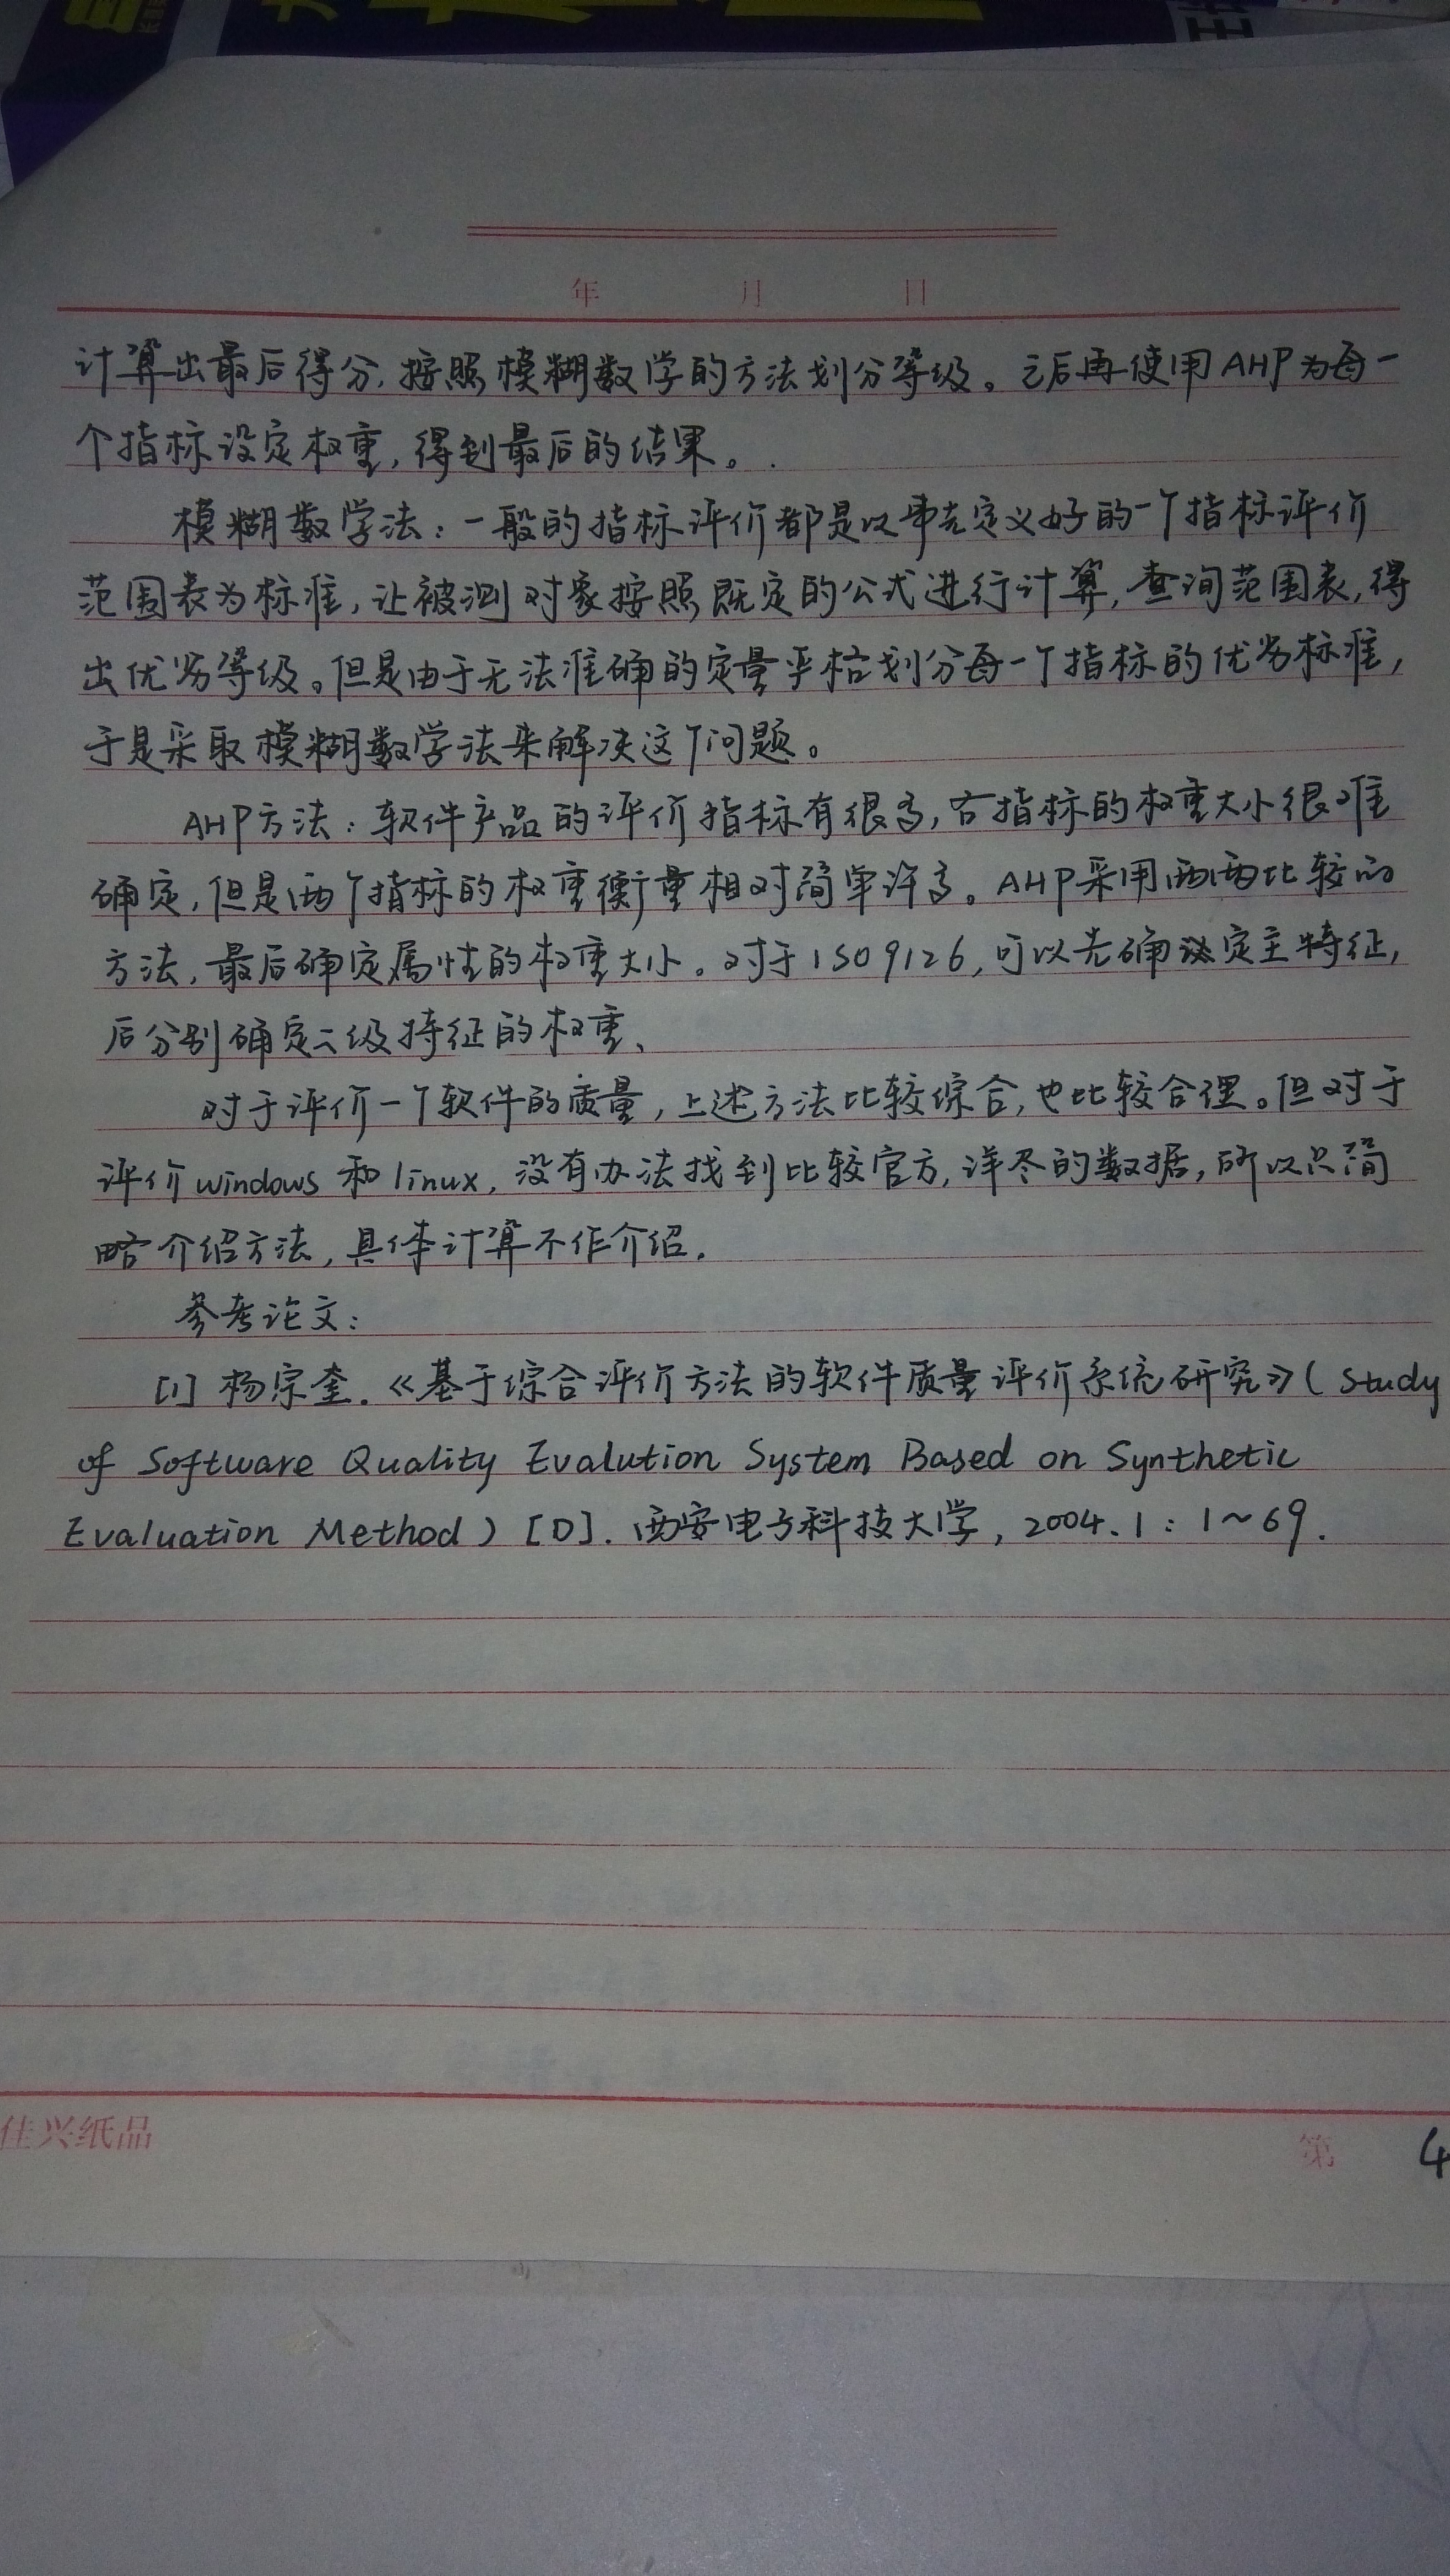 年 月 日
计算出最后得分,按照模糊数学的方法划分等级。之后再使用AHP为每一
个指标设定权重,得到最后的结果。
模糊数学法:一般的指标评价都是以事先定义好的一个指标评价
范围表为标准,让被测对象按照既定的公式进行计算,查询范围表,得
出优劣等级。但是由于无法准确的定量严格划分每一个指标的优劣标准,
于是采取模糊数学法来解决这个问题。
AHP方法:软件产品的评价指标有很多,各指标的权重大小很难
确定,但是两个指标的权重衡量相对简单许多。AHP采用两两比较的
方法,最后确定属性的权重大小。对于ISO9126,可以先确定主特征,
后分别确定二级特征的权重、
对于评价一个软件的质量,上述方法比较综合,也比较合理。但对于
评价windows和linux,没有办法找到比较官方,详尽的数据,所以只简
略介绍方法,具体计算不作介绍.
参考论文:
[1] 杨宗奎.《基于综合评价方法的软件质量评价系统研究》(Study
of Software Quality Evalution System Based on Synthetic
Evaluation Method)[D].西安电子科技大学,2004.1:1~69.
佳兴纸品
第 4